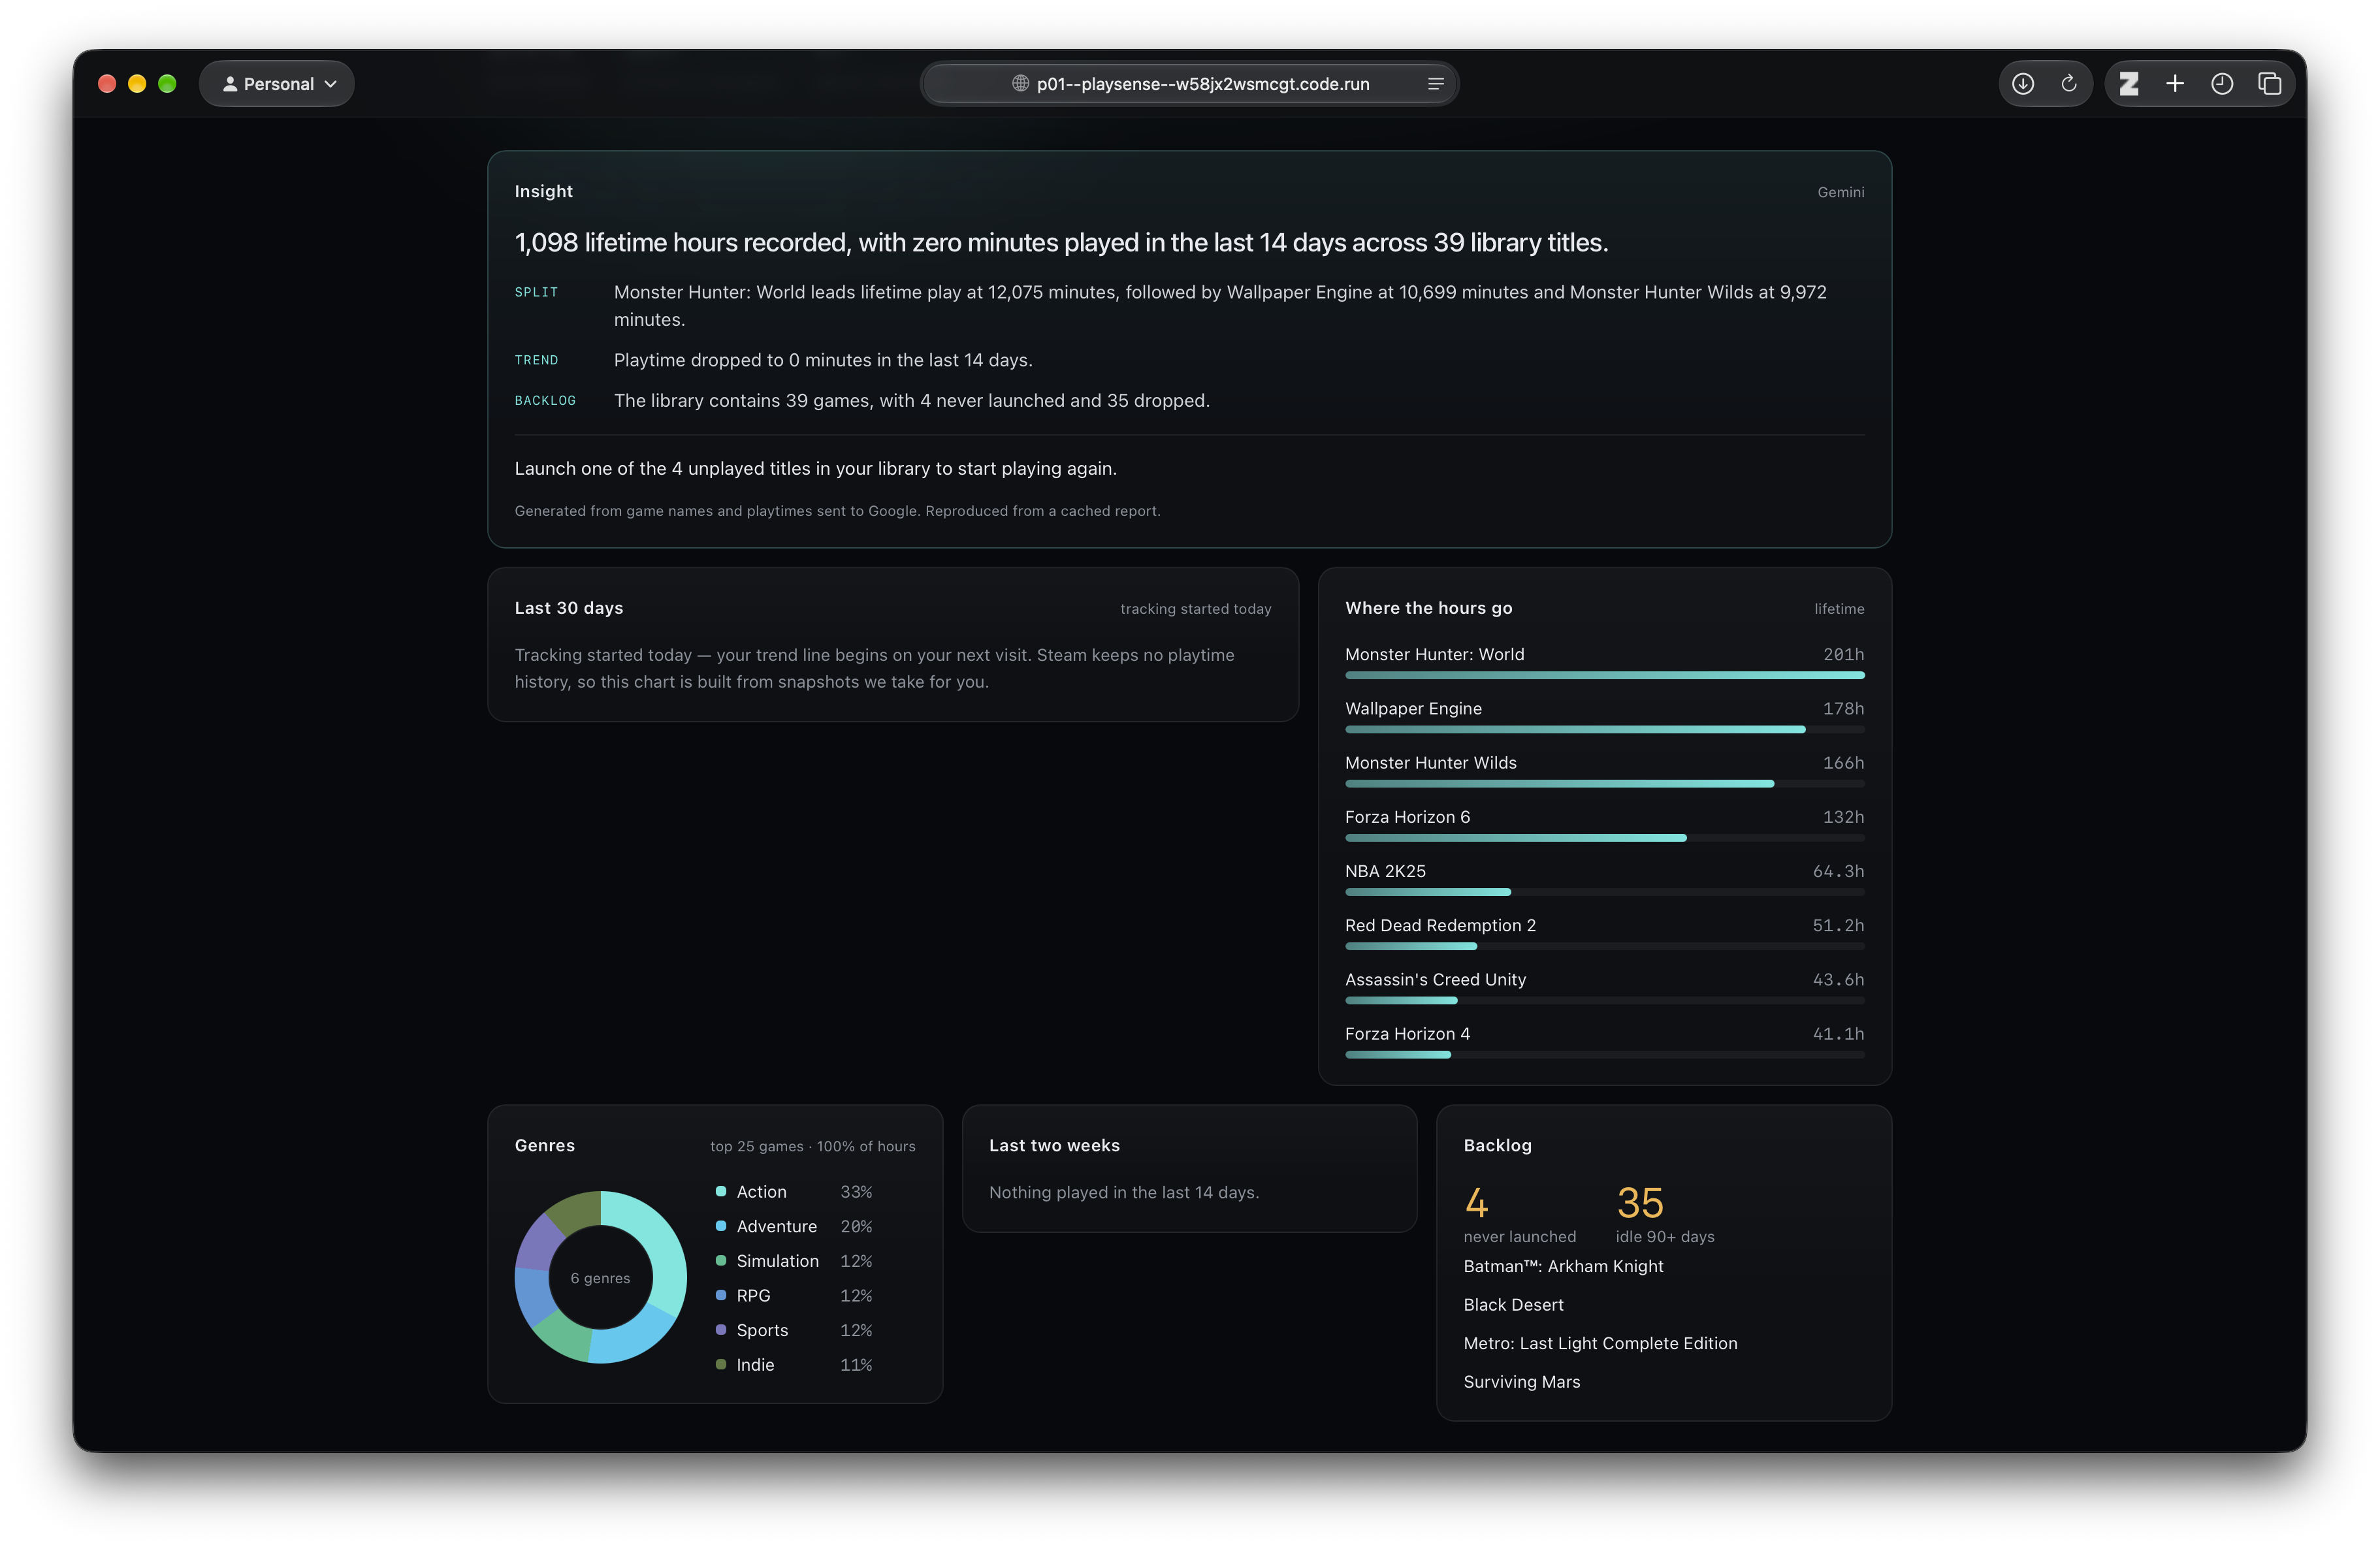 Personal
p01--playsense--w58jx2wsmcgt.code.run
Insight
Gemini
1,098 lifetime hours recorded, with zero minutes played in the last 14 days across 39 library titles.
SPLIT
Monster Hunter: World leads lifetime play at 12,075 minutes, followed by Wallpaper Engine at 10,699 minutes and Monster Hunter Wilds at 9,972
minutes.
TREND
Playtime dropped to 0 minutes in the last 14 days.
BACKLOG
The library contains 39 games, with 4 never launched and 35 dropped.
Launch one of the 4 unplayed titles in your library to start playing again.
Generated from game names and playtimes sent to Google. Reproduced from a cached report.
Last 30 days
tracking started today
Tracking started today — your trend line begins on your next visit. Steam keeps no playtime
history, so this chart is built from snapshots we take for you.
Where the hours go
lifetime
Monster Hunter: World 201h
Wallpaper Engine 178h
Monster Hunter Wilds 166h
Forza Horizon 6 132h
NBA 2K25 64.3h
Red Dead Redemption 2 51.2h
Assassin's Creed Unity 43.6h
Forza Horizon 4 41.1h
Genres
top 25 games · 100% of hours
6 genres
Action 33%
Adventure 20%
Simulation 12%
RPG 12%
Sports 12%
Indie 11%
Last two weeks
Nothing played in the last 14 days.
Backlog
4 35
never launched idle 90+ days
Batman™: Arkham Knight
Black Desert
Metro: Last Light Complete Edition
Surviving Mars